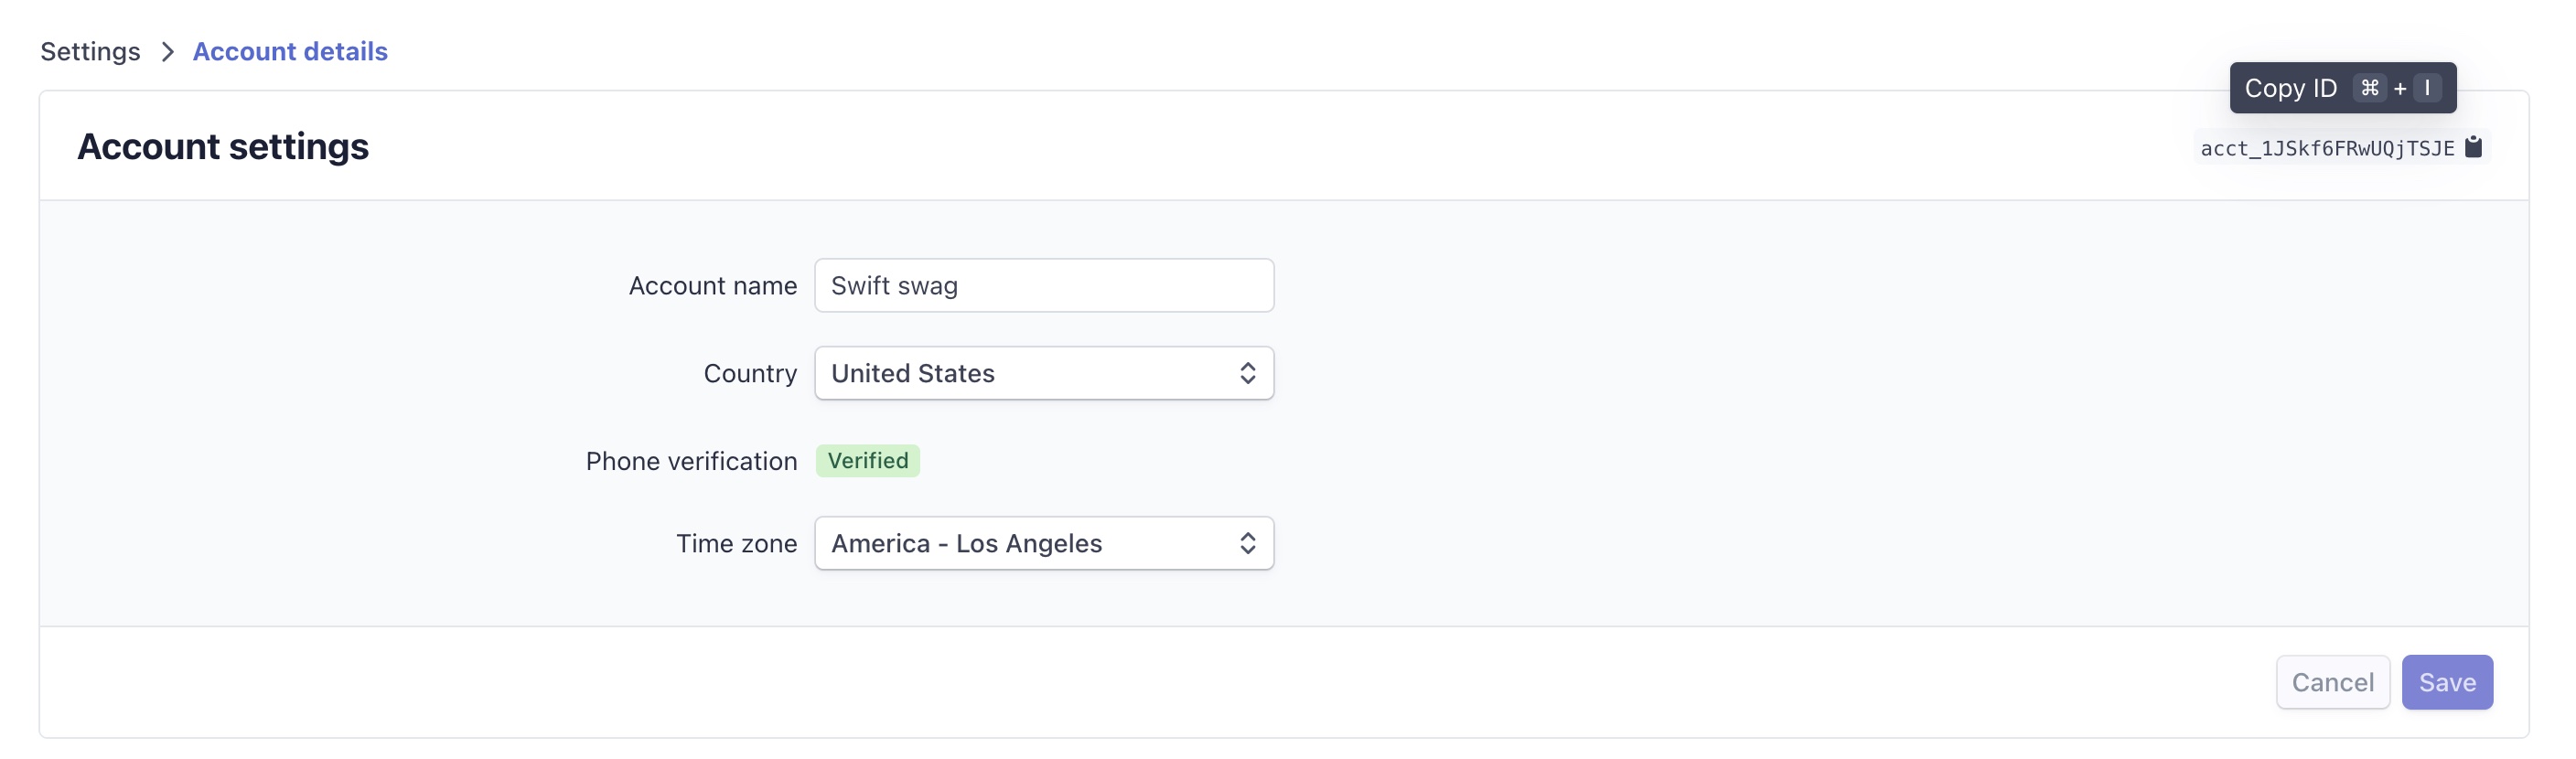 Settings > Account details
Copy ID ⌘ + I
Account settings
acct_1JSkf6FRwUQjTSJE
Account name Swift swag
Country United States
Phone verification Verified
Time zone America - Los Angeles
Cancel Save